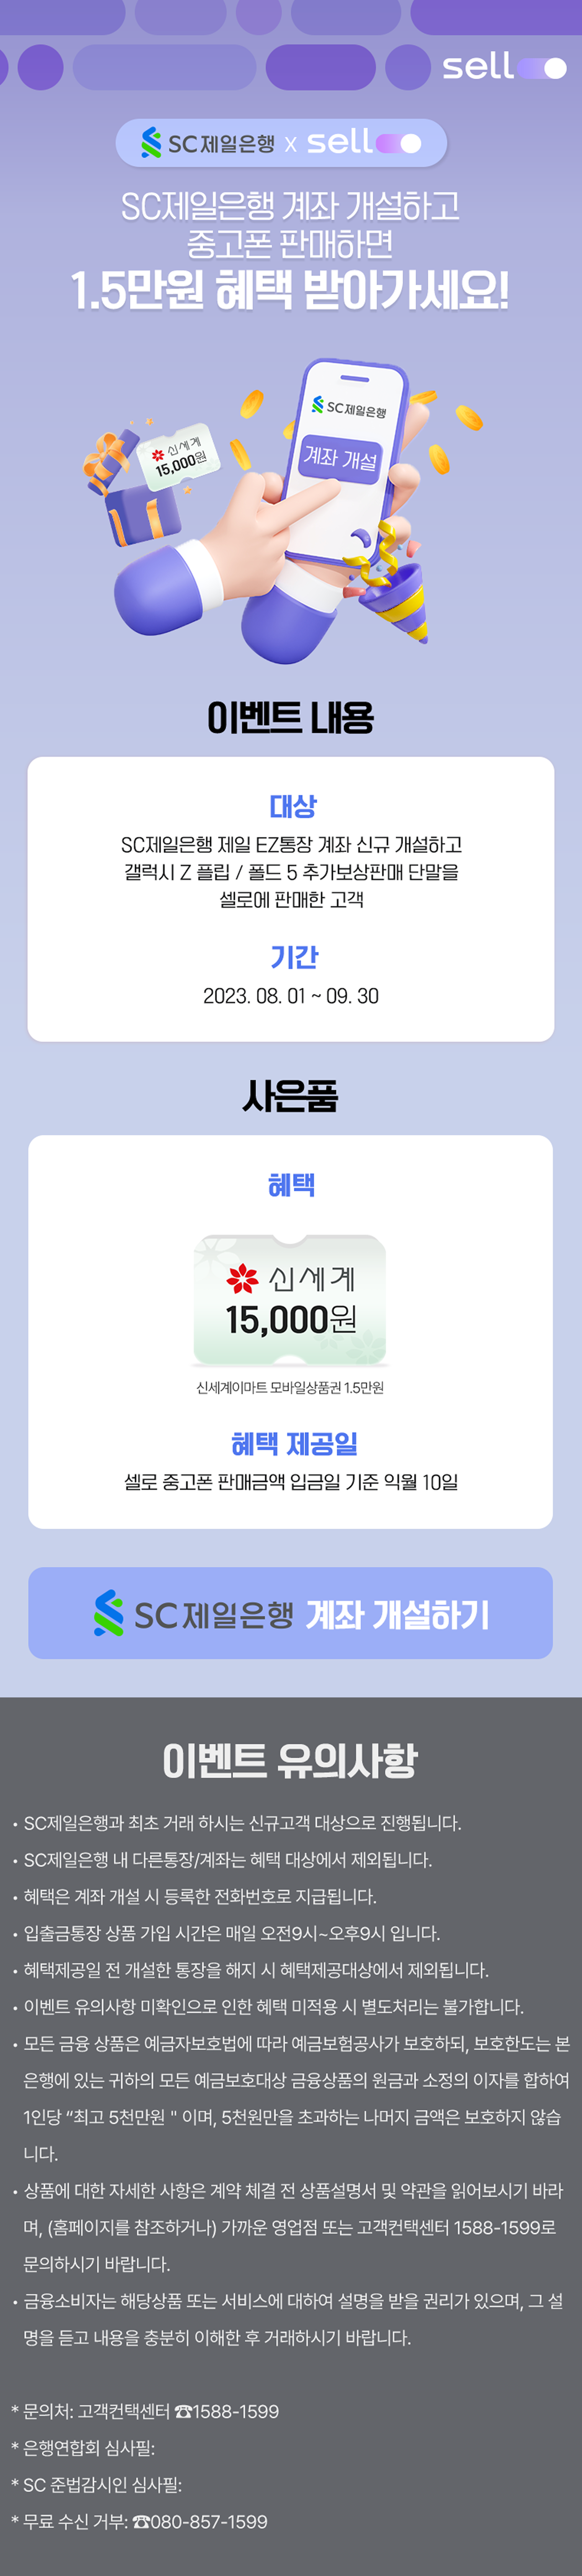 sell
SC제일은행 X sell
SC제일은행 계좌 개설하고
중고폰 판매하면
1.5만원 혜택 받아가세요!
SC제일은행
계좌 개설
신세계
15,000원
이벤트 내용
대상
SC제일은행 제일 EZ통장 계좌 신규 개설하고
갤럭시 Z 플립 / 폴드 5 추가보상판매 단말을
셀로에 판매한 고객
기간
2023. 08. 01 ~ 09. 30
사은품
혜택
신세계
15,000원
신세계이마트 모바일상품권 1.5만원
혜택 제공일
셀로 중고폰 판매금액 입금일 기준 익월 10일
SC제일은행 계좌 개설하기
이벤트 유의사항
• SC제일은행과 최초 거래 하시는 신규고객 대상으로 진행됩니다.
• SC제일은행 내 다른통장/계좌는 혜택 대상에서 제외됩니다.
• 혜택은 계좌 개설 시 등록한 전화번호로 지급됩니다.
• 입출금통장 상품 가입 시간은 매일 오전9시~오후9시 입니다.
• 혜택제공일 전 개설한 통장을 해지 시 혜택제공대상에서 제외됩니다.
• 이벤트 유의사항 미확인으로 인한 혜택 미적용 시 별도처리는 불가합니다.
• 모든 금융 상품은 예금자보호법에 따라 예금보험공사가 보호하되, 보호한도는 본
은행에 있는 귀하의 모든 예금보호대상 금융상품의 원금과 소정의 이자를 합하여
1인당 “최고 5천만원 " 이며, 5천원만을 초과하는 나머지 금액은 보호하지 않습
니다.
• 상품에 대한 자세한 사항은 계약 체결 전 상품설명서 및 약관을 읽어보시기 바라
며, (홈페이지를 참조하거나) 가까운 영업점 또는 고객컨택센터 1588-1599로
문의하시기 바랍니다.
• 금융소비자는 해당상품 또는 서비스에 대하여 설명을 받을 권리가 있으며, 그 설
명을 듣고 내용을 충분히 이해한 후 거래하시기 바랍니다.
* 문의처: 고객컨택센터 ☎1588-1599
* 은행연합회 심사필:
* SC 준법감시인 심사필:
* 무료 수신 거부: ☎080-857-1599